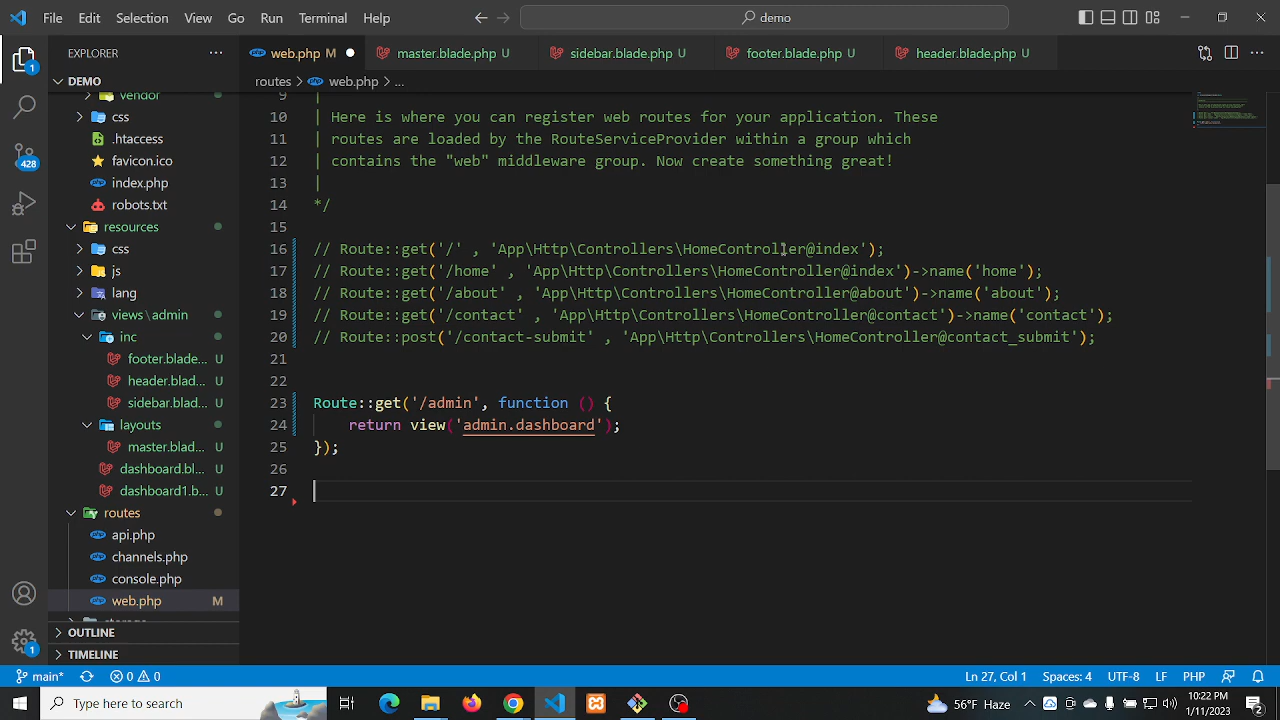 File Edit Selection View Go Run Terminal Help
demo
EXPLORER
DEMO
vendor
css
.htaccess
favicon.ico
index.php
robots.txt
resources
css
js
lang
views\admin
inc
footer.blade... U
header.blad... U
sidebar.blad... U
layouts
master.blad... U
dashboard.bl... U
dashboard1.b... U
routes
api.php
channels.php
console.php
web.php M
OUTLINE
TIMELINE
1
428
1
web.php M
master.blade.php U
sidebar.blade.php U
footer.blade.php U
header.blade.php U
routes > web.php > ...
9 |
10 | Here is where you can register web routes for your application. These
11 | routes are loaded by the RouteServiceProvider within a group which
12 | contains the "web" middleware group. Now create something great!
13 |
14 */
15
16 // Route::get('/' , 'App\Http\Controllers\HomeController@index');
17 // Route::get('/home' , 'App\Http\Controllers\HomeController@index')->name('home');
18 // Route::get('/about' , 'App\Http\Controllers\HomeController@about')->name('about');
19 // Route::get('/contact' , 'App\Http\Controllers\HomeController@contact')->name('contact');
20 // Route::post('/contact-submit' , 'App\Http\Controllers\HomeController@contact_submit');
21
22
23 Route::get('/admin', function () {
24 return view('admin.dashboard');
25 });
26
27
main*
0 0
Ln 27, Col 1
Spaces: 4
UTF-8
LF
PHP
Type here to search
56°F Haze
10:22 PM
1/11/2023
2